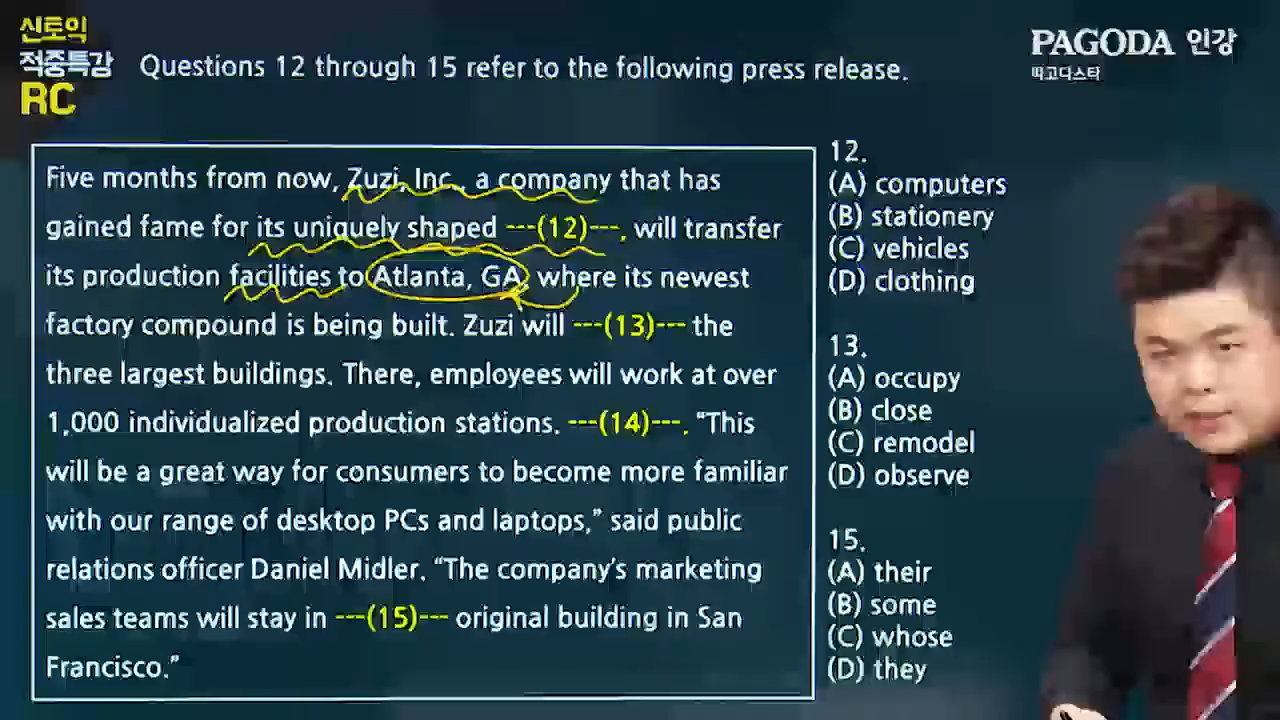 신토익
적중특강
RC
Questions 12 through 15 refer to the following press release.
PAGODA 인강
파고다스타
Five months from now, Zuzi, Inc., a company that has
gained fame for its uniquely shaped ---(12)---, will transfer
its production facilities to Atlanta, GA, where its newest
factory compound is being built. Zuzi will ---(13)--- the
three largest buildings. There, employees will work at over
1,000 individualized production stations. ---(14)---. “This
will be a great way for consumers to become more familiar
with our range of desktop PCs and laptops,” said public
relations officer Daniel Midler. “The company’s marketing
sales teams will stay in ---(15)--- original building in San
Francisco.”
12.
(A) computers
(B) stationery
(C) vehicles
(D) clothing
13.
(A) occupy
(B) close
(C) remodel
(D) observe
15.
(A) their
(B) some
(C) whose
(D) they